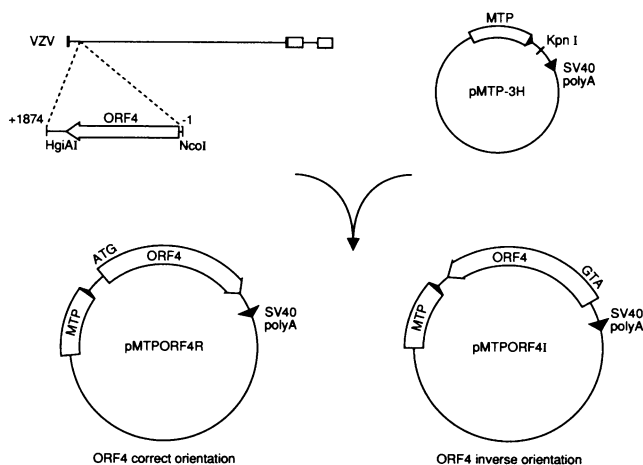 VZV
MTP
Kpn I
SV40
polyA
pMTP-3H
+1874
ORF4
-1
HgiAI
NcoI
ATG
ORF4
MTP
SV40
polyA
pMTPORF4R
ORF4 correct orientation
ORF4
GTA
MTP
SV40
polyA
pMTPORF4I
ORF4 inverse orientation